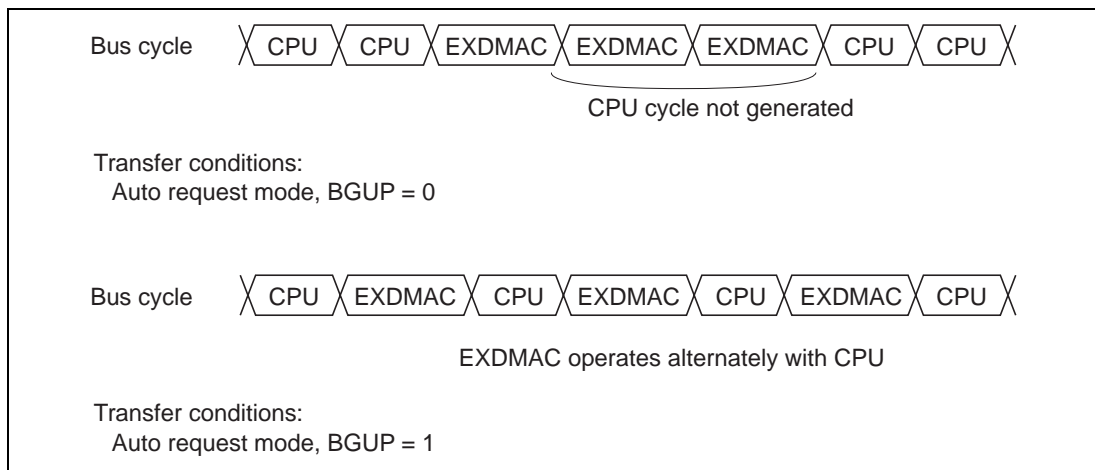 Bus cycle CPU CPU EXDMAC EXDMAC EXDMAC CPU CPU
CPU cycle not generated
Transfer conditions:
Auto request mode, BGUP = 0
Bus cycle CPU EXDMAC CPU EXDMAC CPU EXDMAC CPU
EXDMAC operates alternately with CPU
Transfer conditions:
Auto request mode, BGUP = 1